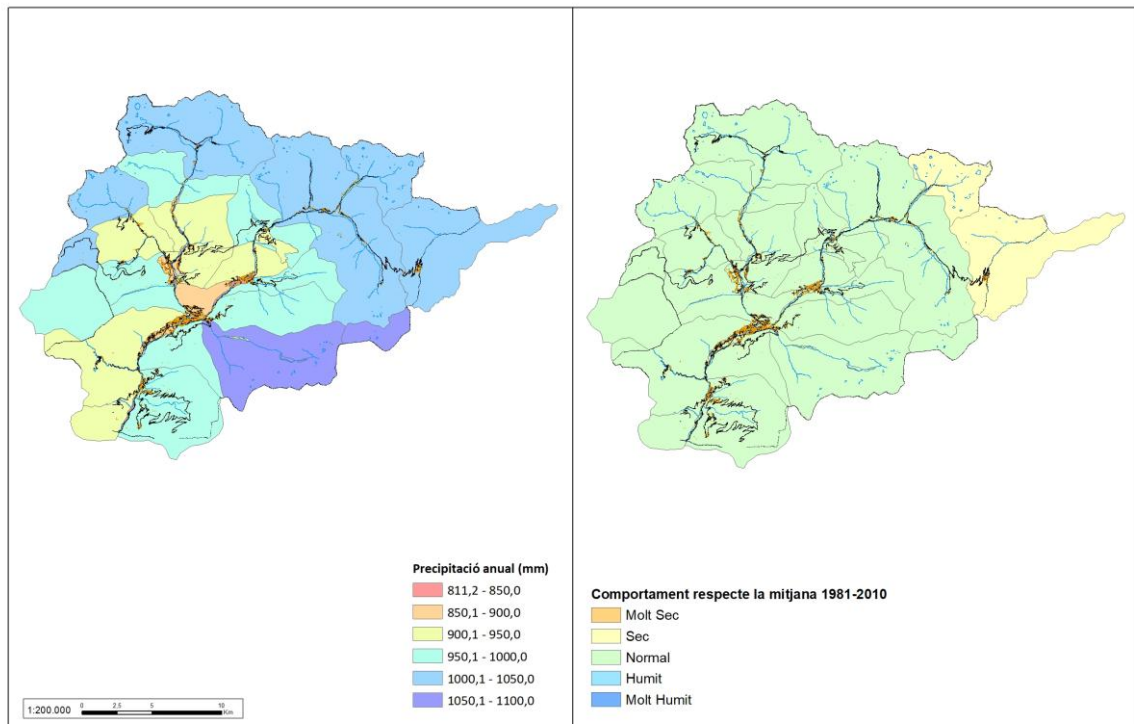 Precipitació anual (mm)
811,2 - 850,0
850,1 - 900,0
900,1 - 950,0
950,1 - 1000,0
1000,1 - 1050,0
1050,1 - 1100,0
1:200.000
0 2,5 5 10
Km
Comportament respecte la mitjana 1981-2010
Molt Sec
Sec
Normal
Humit
Molt Humit